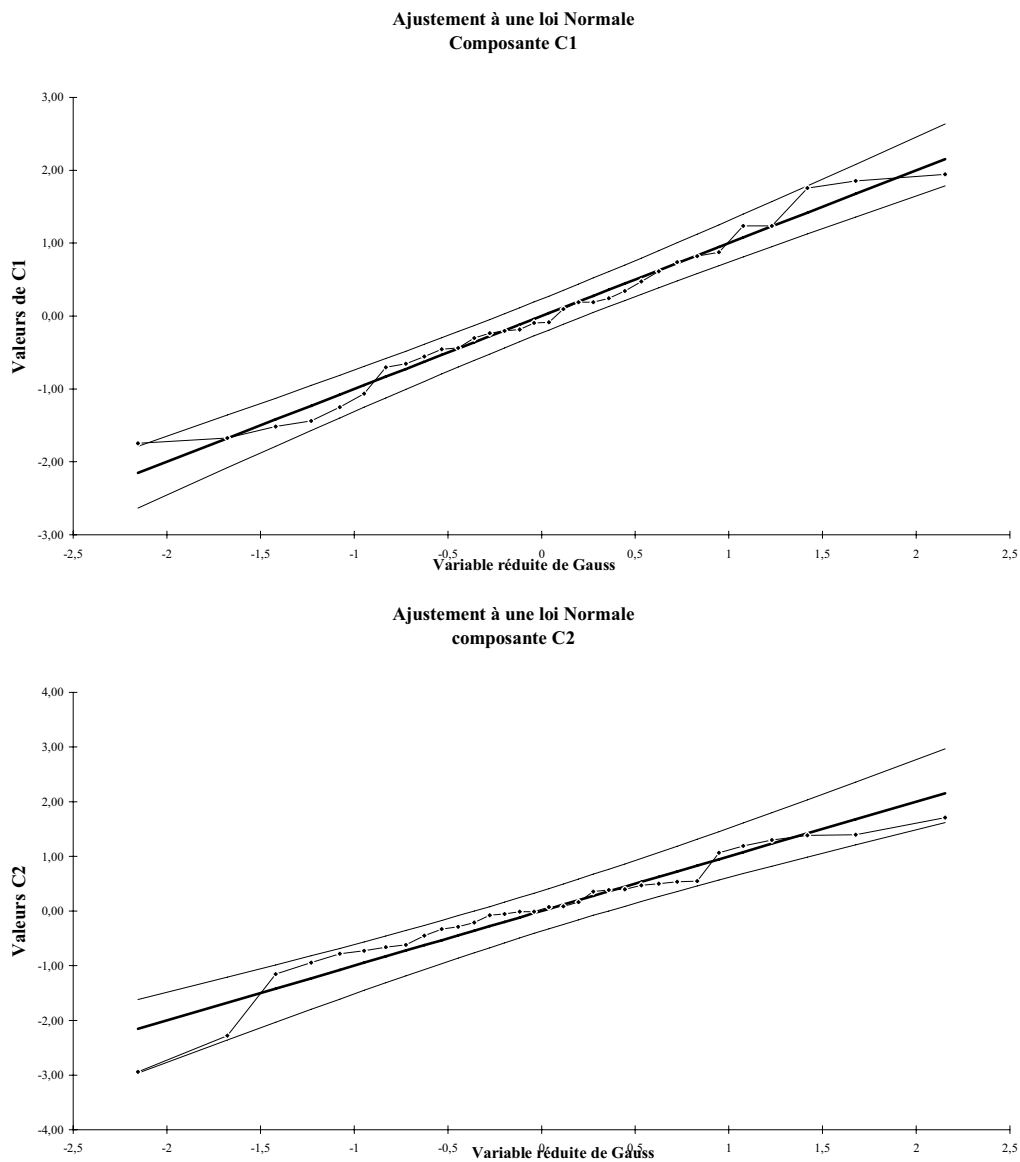 Ajustement à une loi Normale
Composante C1
3,00
2,00
1,00
0,00
-1,00
-2,00
-3,00
Valeurs de C1
-2,5 -2 -1,5 -1 -0,5 0 0,5 1 1,5 2 2,5
Variable réduite de Gauss
Ajustement à une loi Normale
composante C2
4,00
3,00
2,00
1,00
0,00
-1,00
-2,00
-3,00
-4,00
Valeurs C2
-2,5 -2 -1,5 -1 -0,5 0 0,5 1 1,5 2 2,5
Variable réduite de Gauss